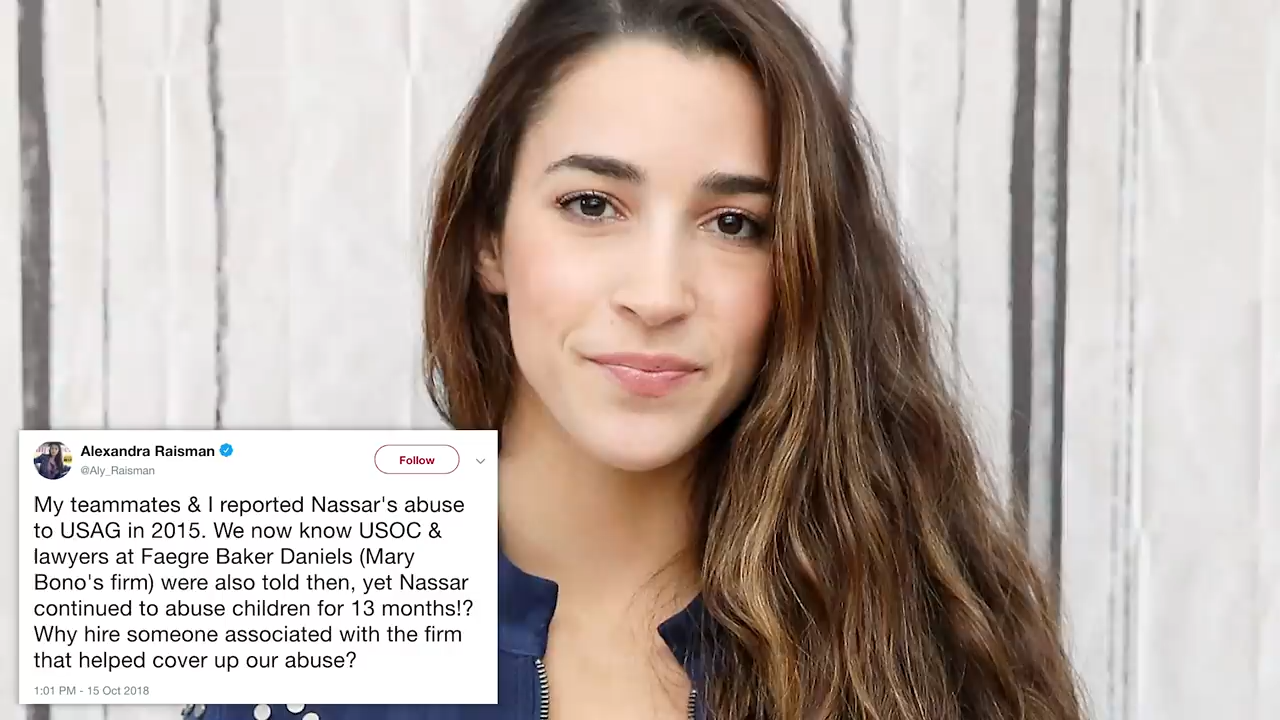 Alexandra Raisman
@Aly_Raisman
Follow
My teammates & I reported Nassar's abuse
to USAG in 2015. We now know USOC &
lawyers at Faegre Baker Daniels (Mary
Bono's firm) were also told then, yet Nassar
continued to abuse children for 13 months!?
Why hire someone associated with the firm
that helped cover up our abuse?
1:01 PM - 15 Oct 2018